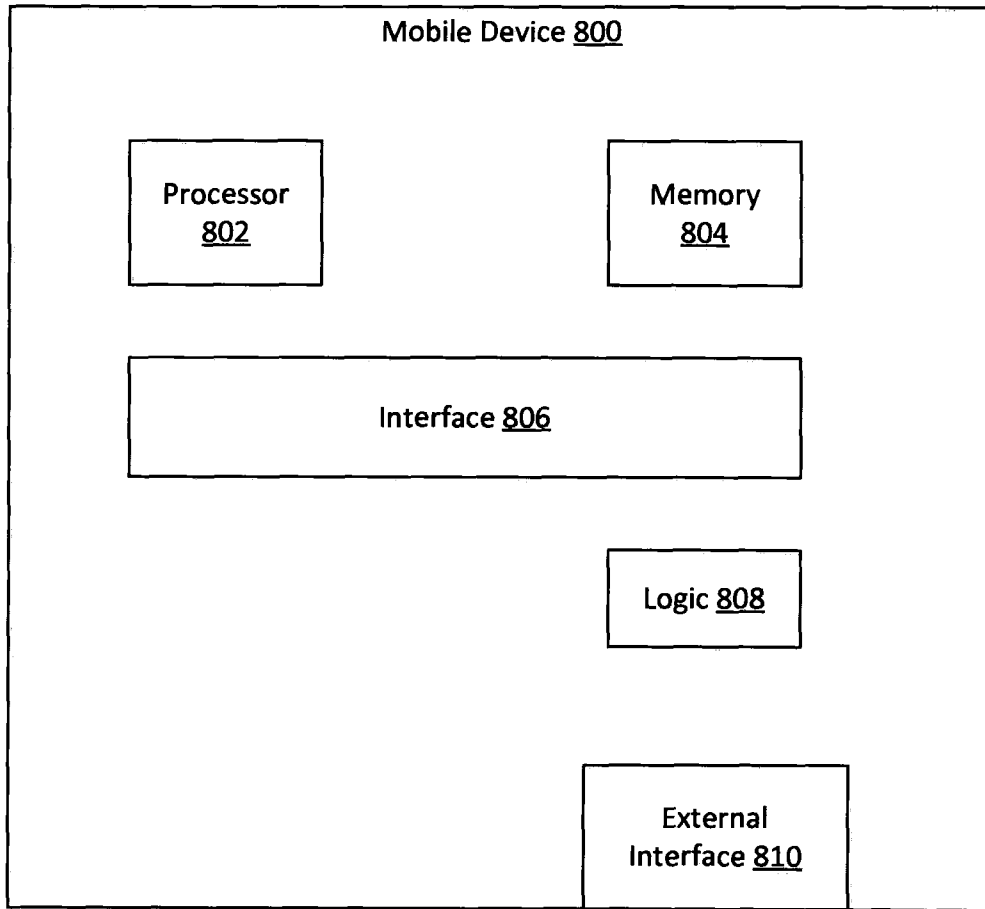 Mobile Device 800
Processor
802
Memory
804
Interface 806
Logic 808
External
Interface 810